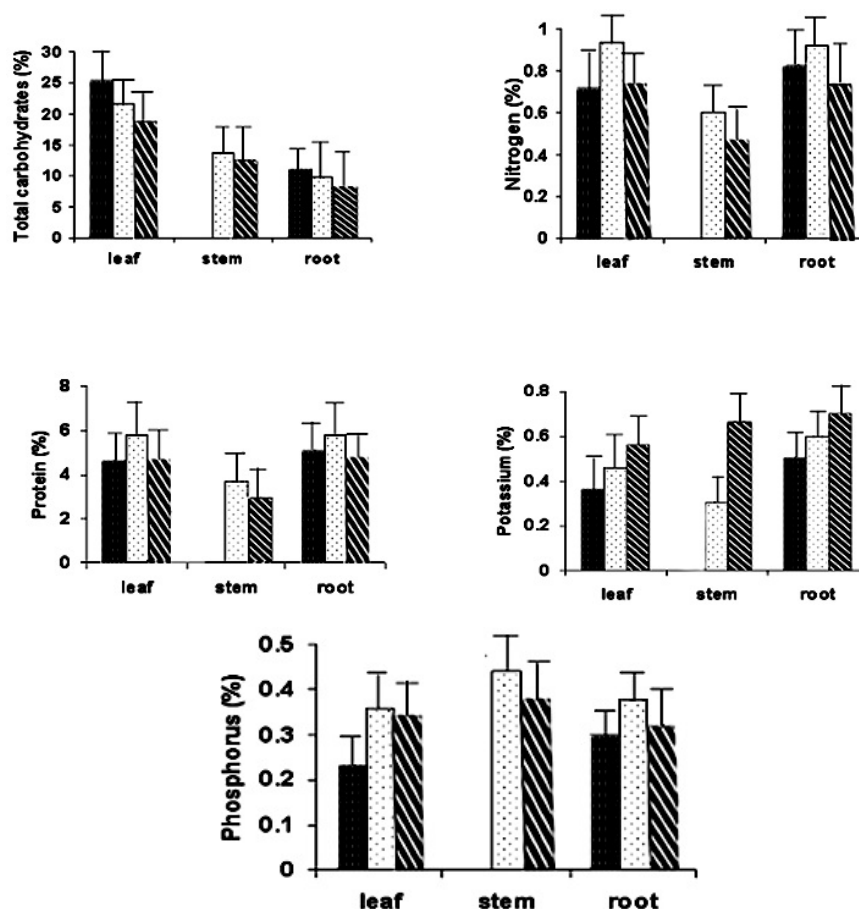 Total carbohydrates (%)
30
25
20
15
10
5
0
leaf stem root
Nitrogen (%)
1
0.8
0.6
0.4
0.2
0
leaf stem root
Protein (%)
8
6
4
2
0
leaf stem root
Potassium (%)
0.8
0.6
0.4
0.2
0
leaf stem root
Phosphorus (%)
0.5
0.4
0.3
0.2
0.1
0
leaf stem root